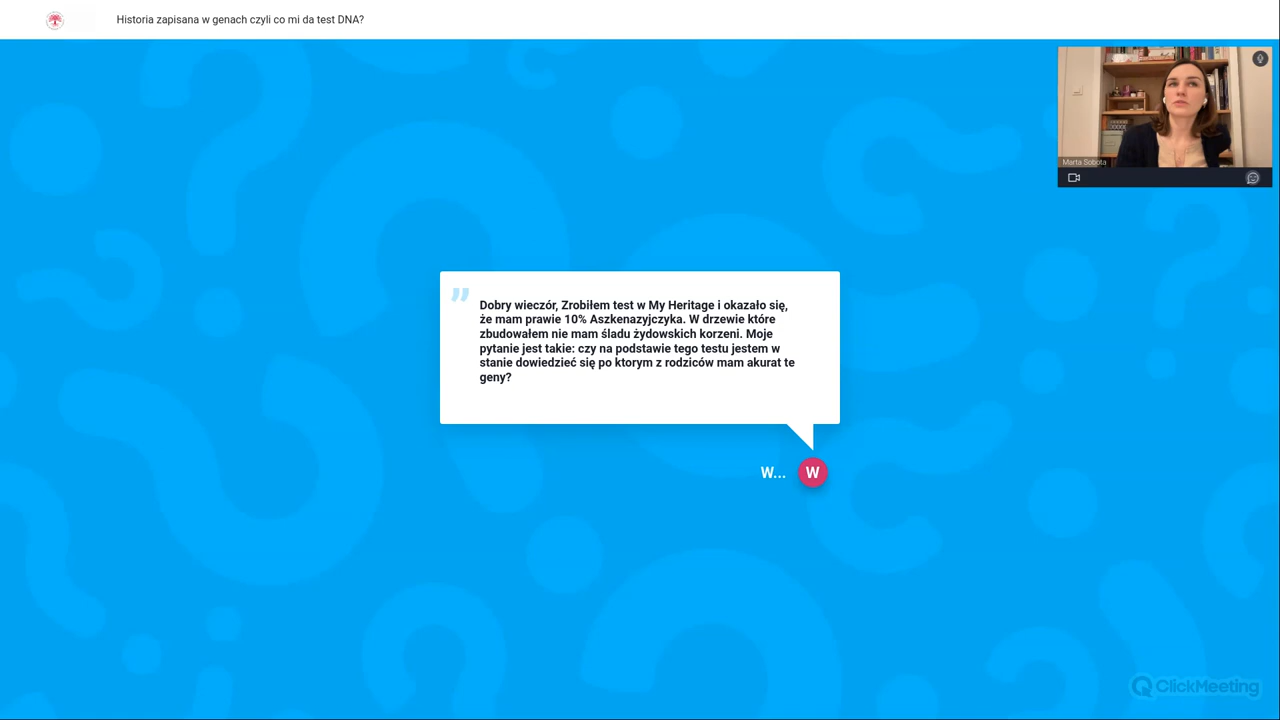 Historia zapisana w genach czyli co mi da test DNA?
Marta Sobota
”
Dobry wieczór, Zrobiłem test w My Heritage i okazało się,
że mam prawie 10% Aszkenazyjczyka. W drzewie które
zbudowałem nie mam śladu żydowskich korzeni. Moje
pytanie jest takie: czy na podstawie tego testu jestem w
stanie dowiedzieć się po ktorym z rodziców mam akurat te
geny?
W... W
ClickMeeting